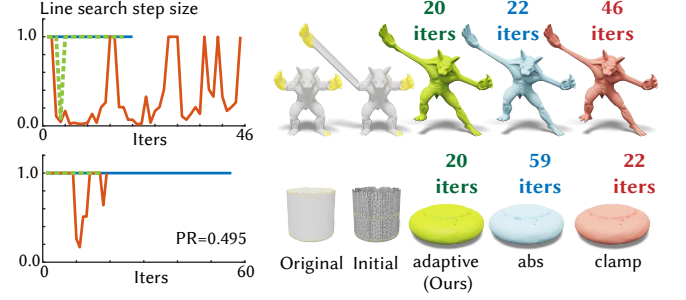 Line search step size
1.0
0.0
0
46
Iters
20
iters
22
iters
46
iters
1.0
0.0
0
60
Iters
PR=0.495
20
iters
59
iters
22
iters
Original
Initial
adaptive
(Ours)
abs
clamp